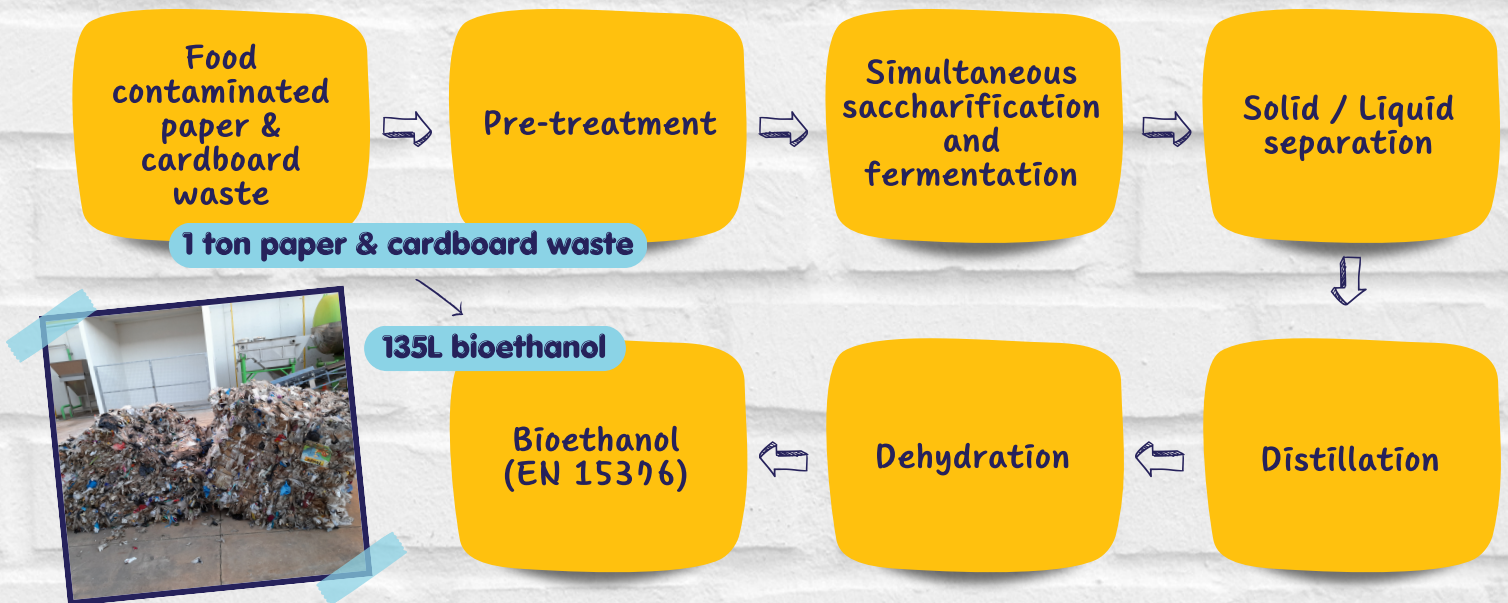 Food
contaminated
paper &
cardboard
waste
Pre-treatment
Simultaneous
saccharification
and
fermentation
Solid / Liquid
separation
1 ton paper & cardboard waste
135L bioethanol
Bioethanol
(EN 15376)
Dehydration
Distillation